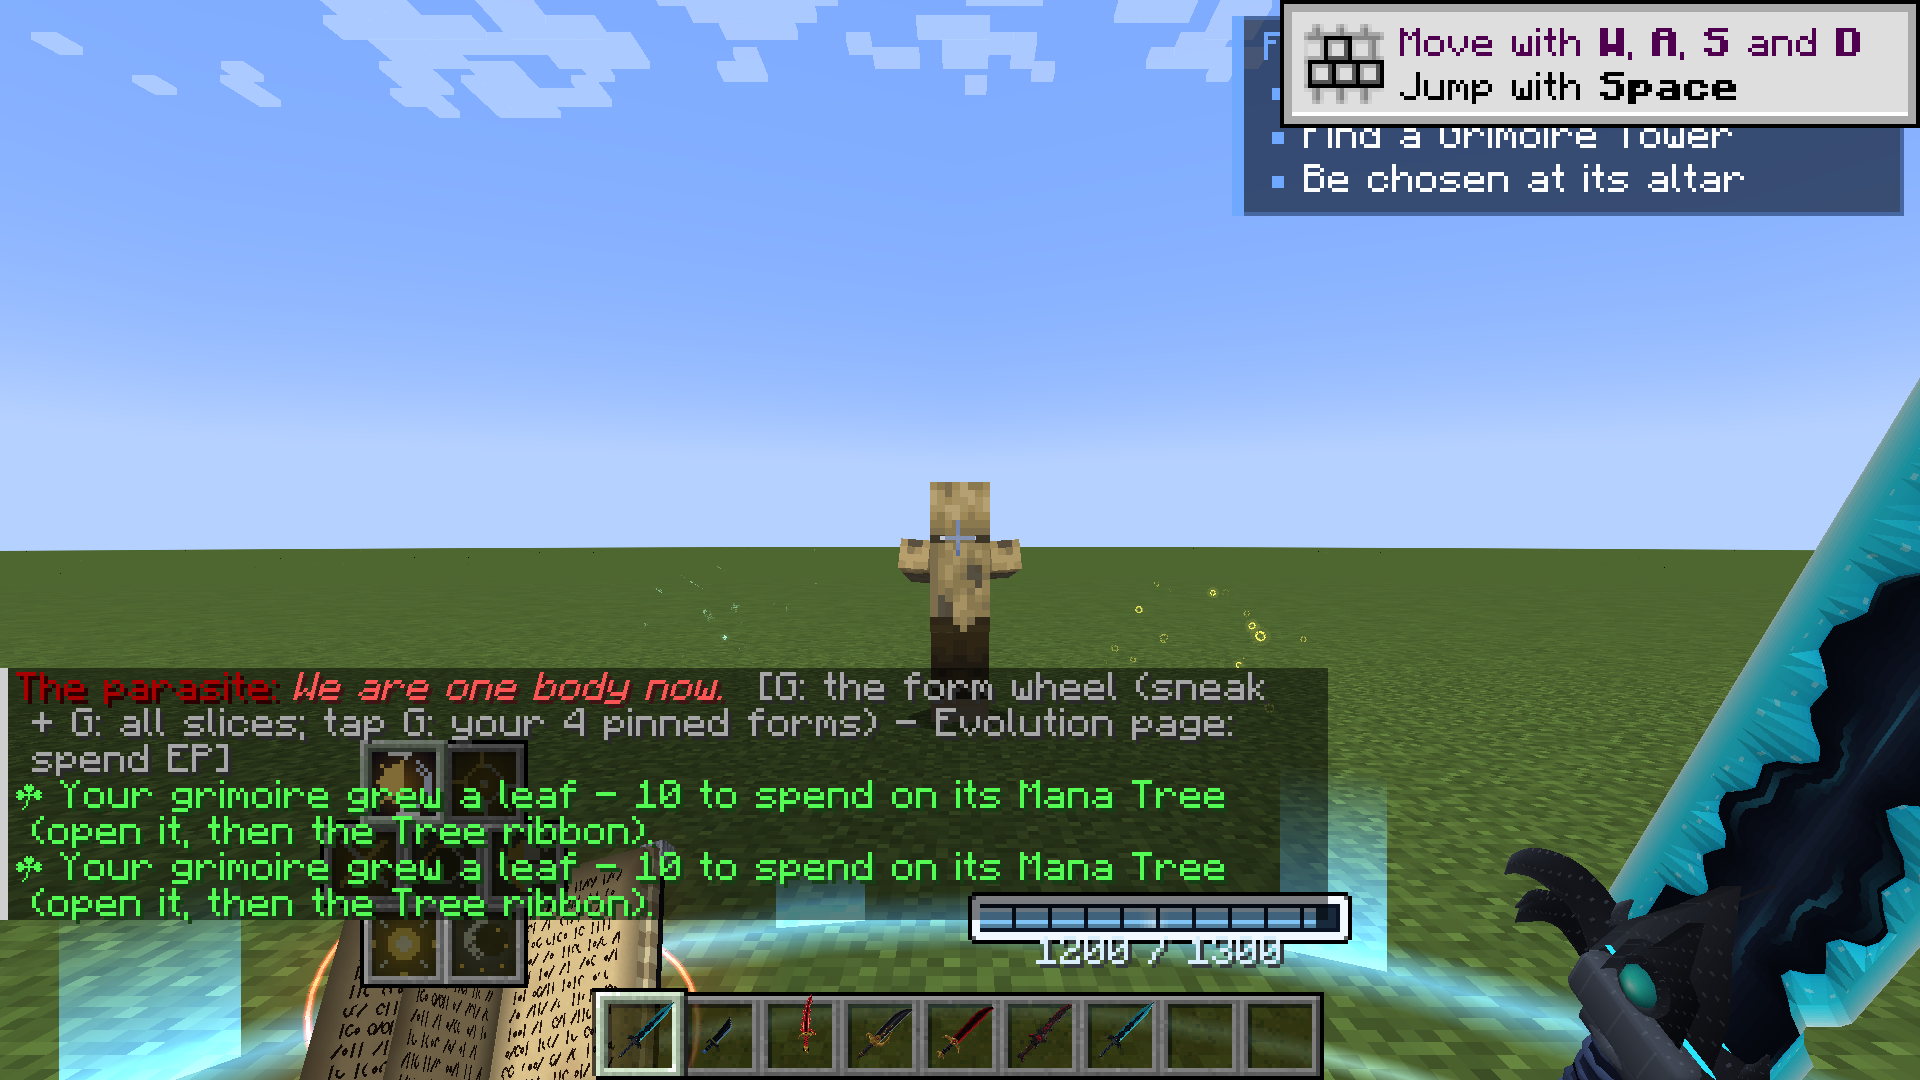 Move with W, A, S and D
Jump with Space
Find a Grimoire Tower
Be chosen at its altar
The parasite: We are one body now. [G: the form wheel (sneak
+ G: all slices; tap G: your 4 pinned forms) - Evolution page:
spend EP]
☘ Your grimoire grew a leaf - 10 to spend on its Mana Tree
(open it, then the Tree ribbon).
☘ Your grimoire grew a leaf - 10 to spend on its Mana Tree
(open it, then the Tree ribbon).
1200 / 1300